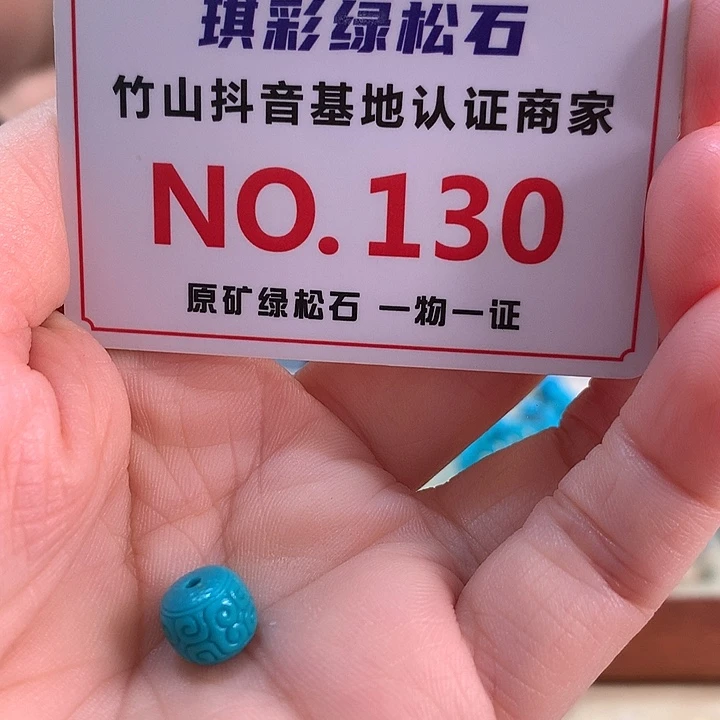 琪彩绿松石
竹山抖音基地认证商家
NO.130
原矿绿松石 一物一证